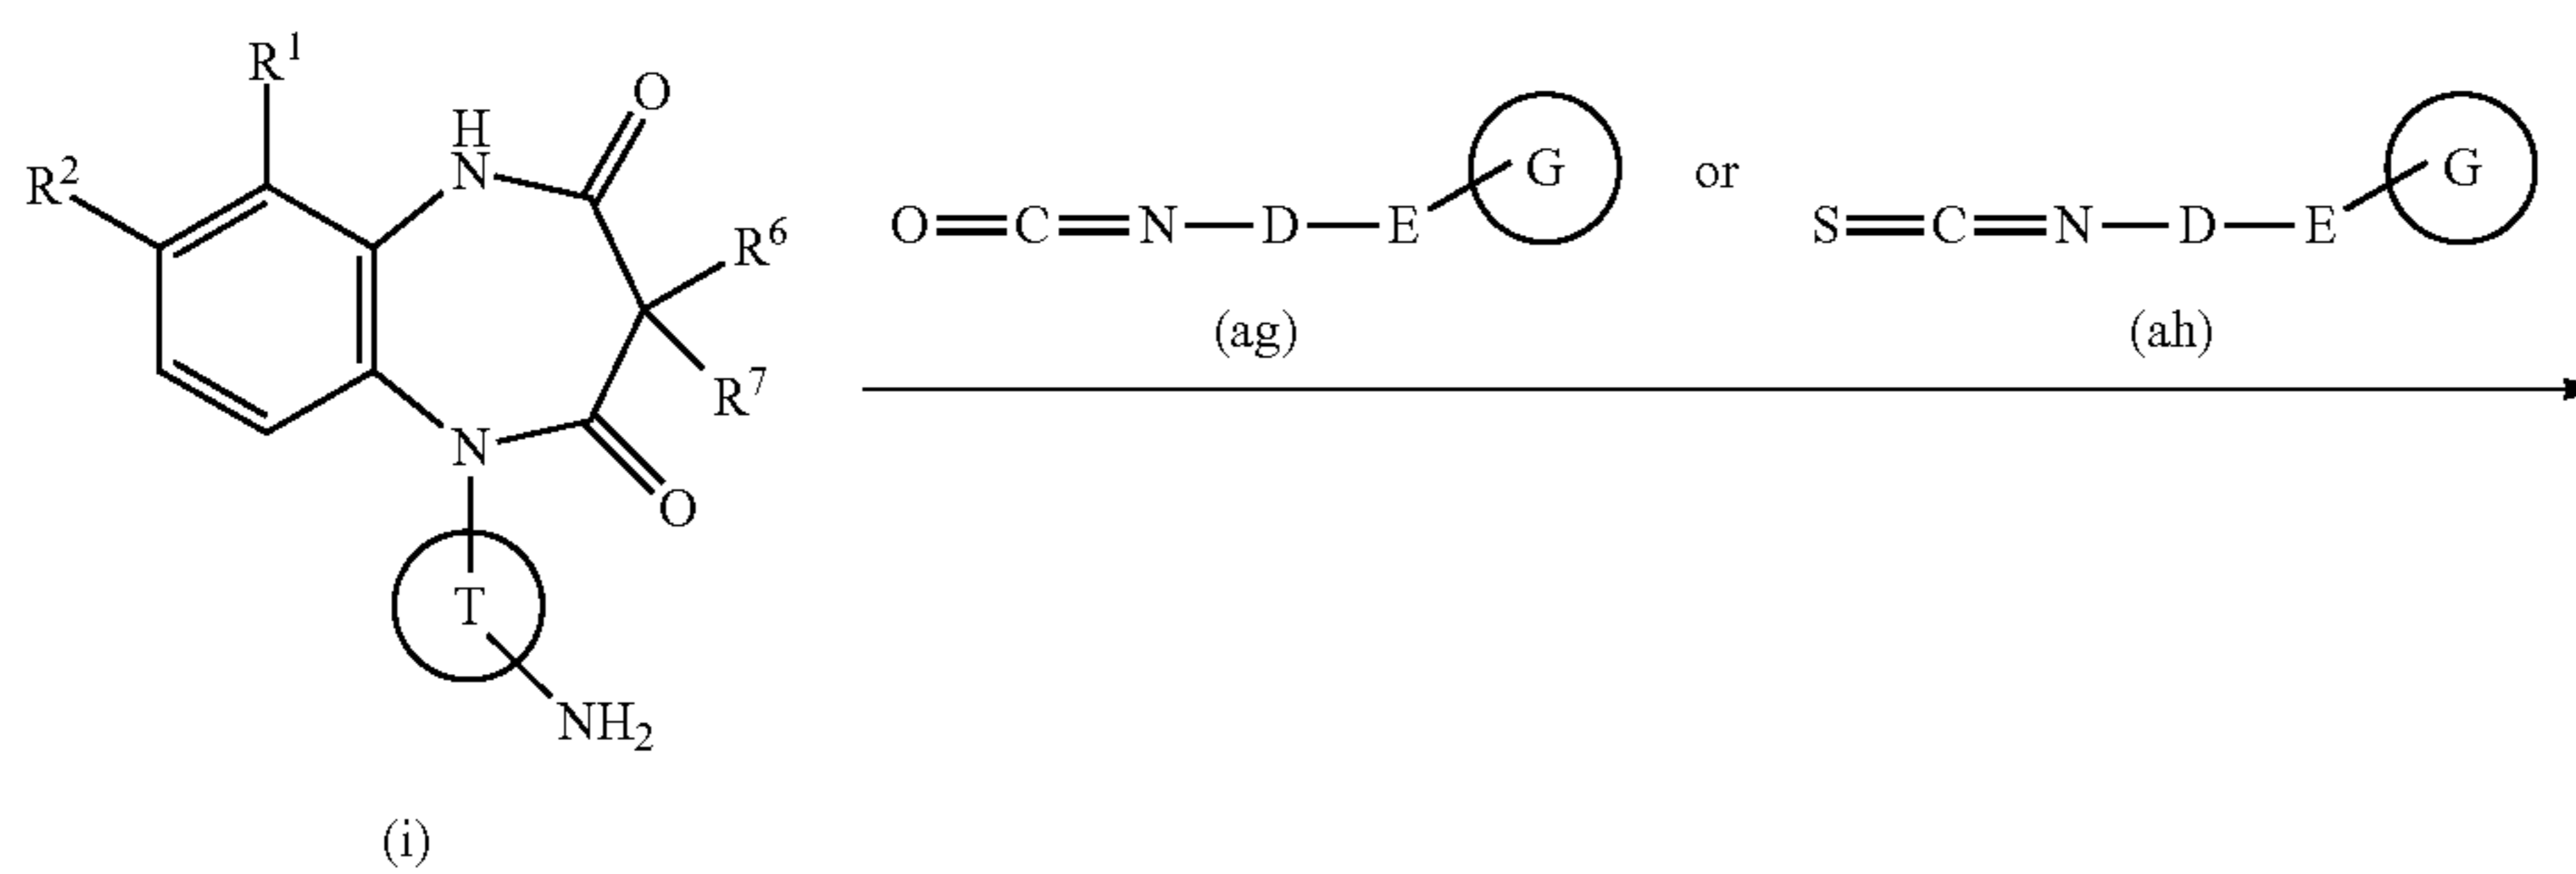 R¹
O
H
N
R²
R⁶
R⁷
N
O
T
NH₂
(i)
O=C=N—D—E
G
(ag)
or
S=C=N—D—E
G
(ah)